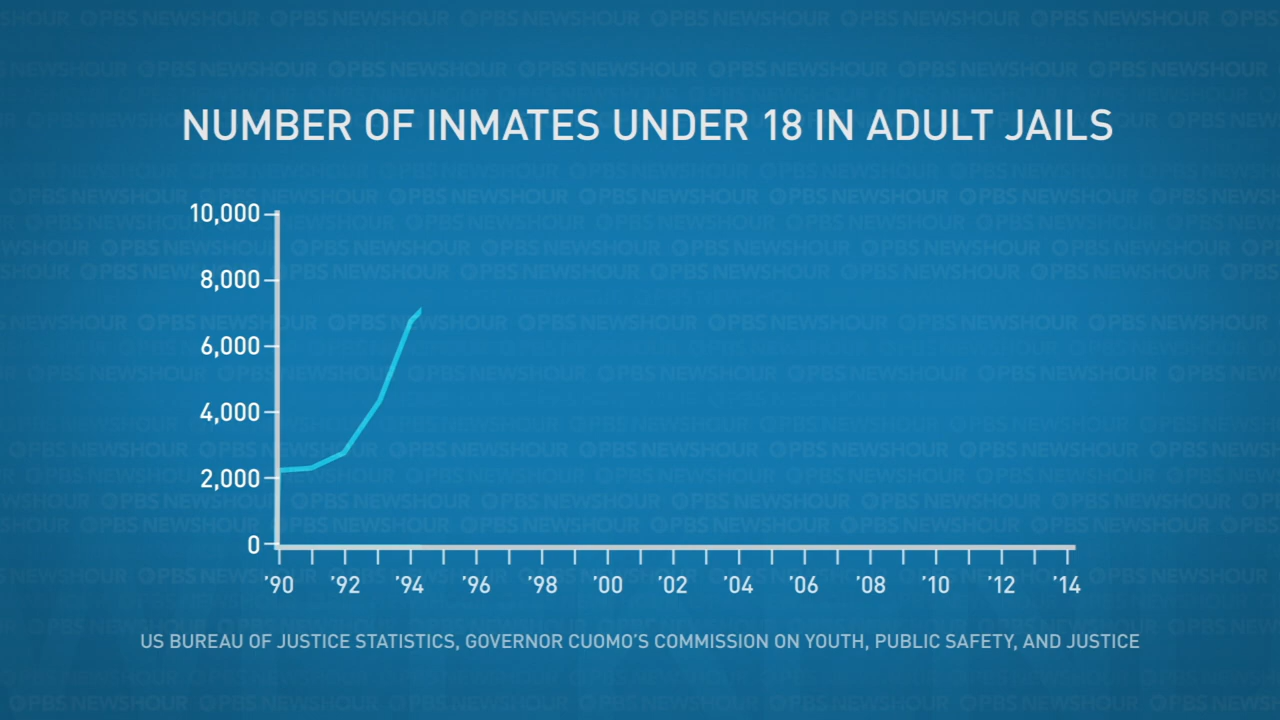 NUMBER OF INMATES UNDER 18 IN ADULT JAILS
10,000
8,000
6,000
4,000
2,000
0
’90 ’92 ’94 ’96 ’98 ’00 ’02 ’04 ’06 ’08 ’10 ’12 ’14
US BUREAU OF JUSTICE STATISTICS, GOVERNOR CUOMO’S COMMISSION ON YOUTH, PUBLIC SAFETY, AND JUSTICE
PBS NEWSHOUR